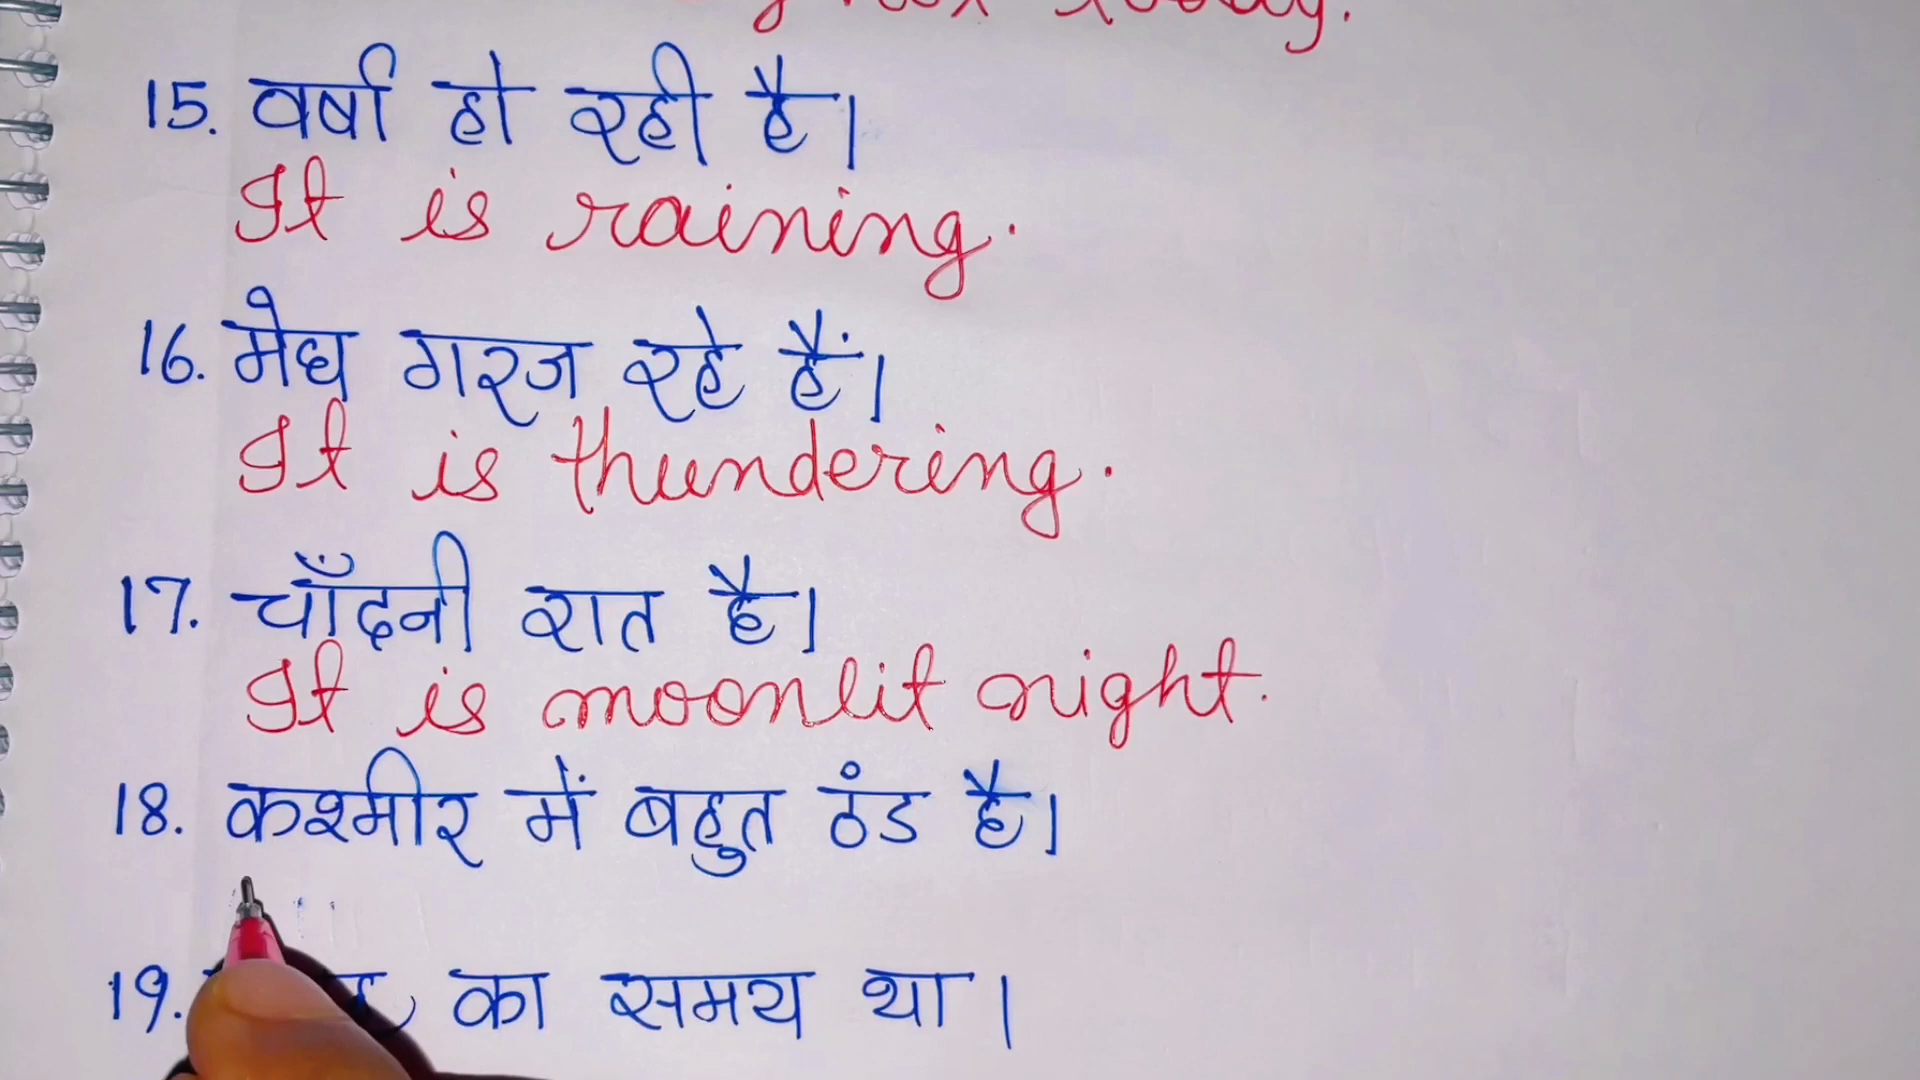 today.
15. वर्षा हो रही है।
It is raining.
16. मेघ गरज रहे हैं।
It is thundering.
17. चाँदनी रात है।
It is moonlit night.
18. कश्मीर में बहुत ठंड है।
19. का समय था।